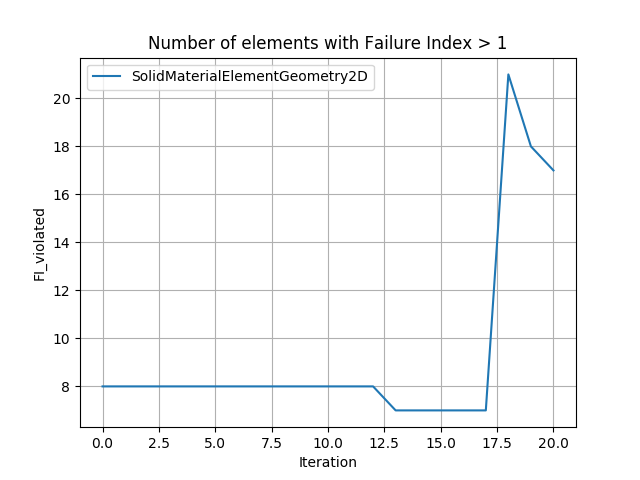 Number of elements with Failure Index > 1
SolidMaterialElementGeometry2D
FI_violated
20
18
16
14
12
10
8
0.0 2.5 5.0 7.5 10.0 12.5 15.0 17.5 20.0
Iteration